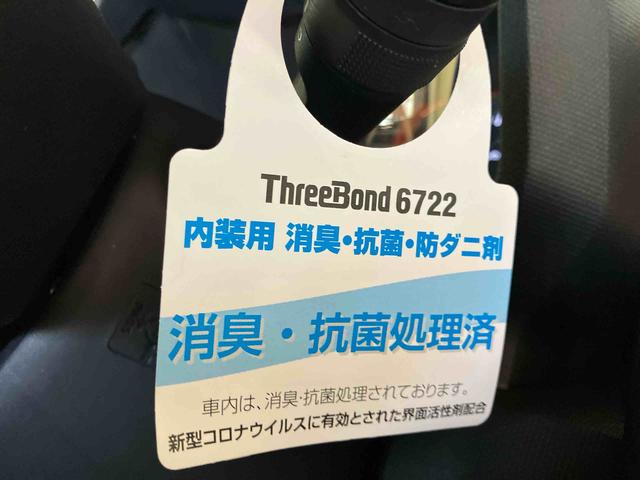 ThreeBond 6722
内装用 消臭・抗菌・防ダニ剤
消臭・抗菌処理済
車内は、消臭・抗菌処理されております。
新型コロナウイルスに有効とされた界面活性剤配合